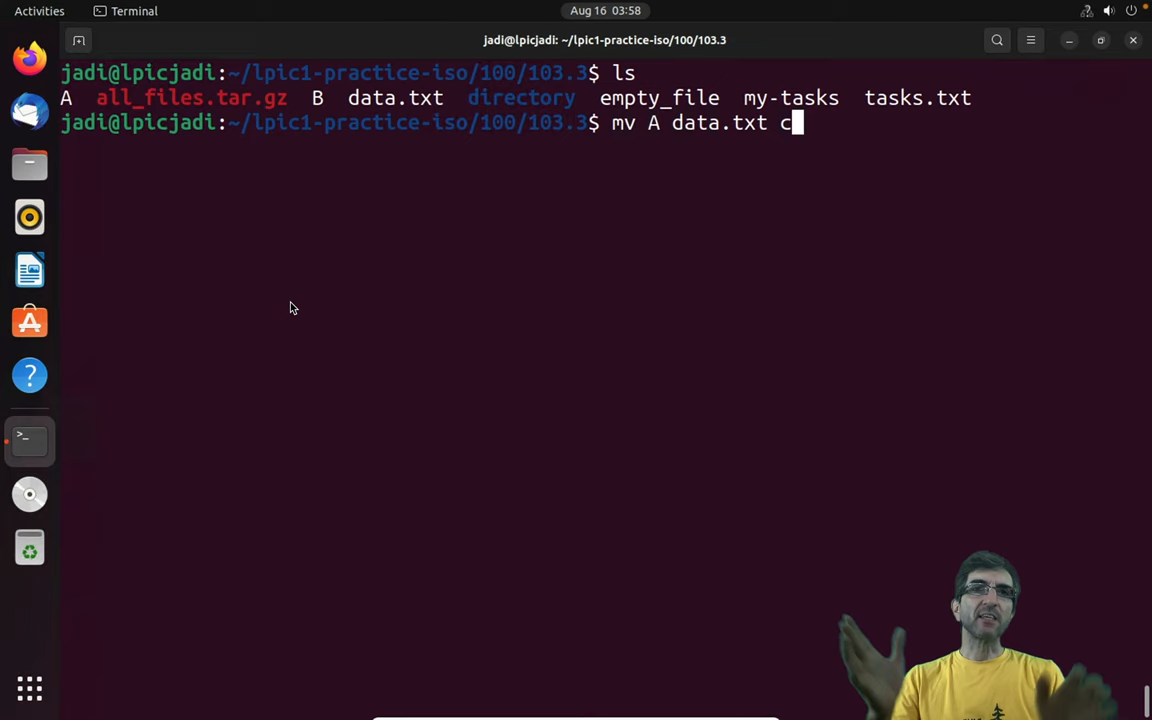 Activities Terminal Aug 16 03:58
jadi@lpicjadi: ~/lpic1-practice-iso/100/103.3
jadi@lpicjadi:~/lpic1-practice-iso/100/103.3$ ls
A all_files.tar.gz B data.txt directory empty_file my-tasks tasks.txt
jadi@lpicjadi:~/lpic1-practice-iso/100/103.3$ mv A data.txt c